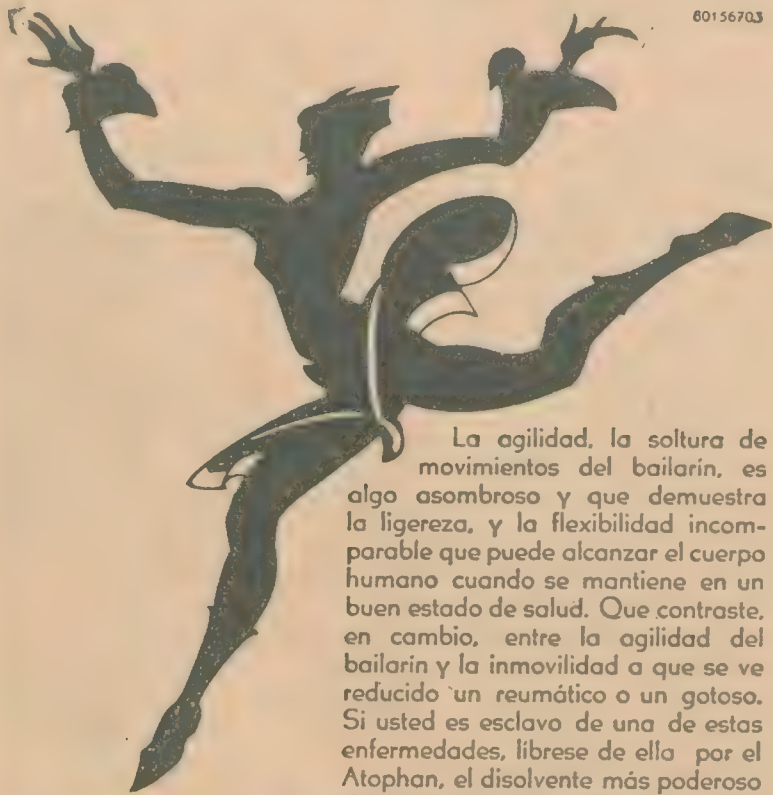 60156703
La agilidad, la soltura de
movimientos del bailarín, es
algo asombroso y que demuestra
la ligereza, y la flexibilidad incom-
parable que puede alcanzar el cuerpo
humano cuando se mantiene en un
buen estado de salud. Que contraste,
en cambio, entre la agilidad del
bailarín y la inmovilidad a que se ve
reducido un reumático o un gotoso.
Si usted es esclavo de una de estas
enfermedades, líbrese de ella por el
Atophan, el disolvente más poderoso